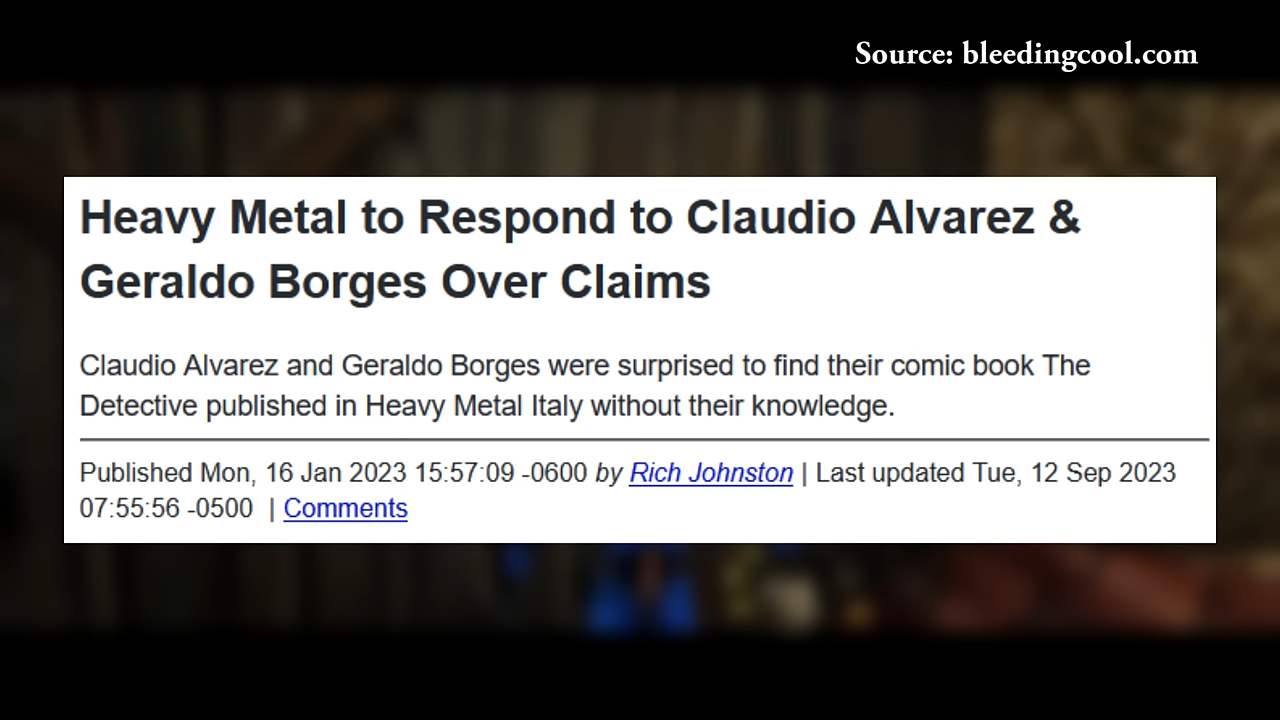 Source: bleedingcool.com
Heavy Metal to Respond to Claudio Alvarez &
Geraldo Borges Over Claims
Claudio Alvarez and Geraldo Borges were surprised to find their comic book The
Detective published in Heavy Metal Italy without their knowledge.
Published Mon, 16 Jan 2023 15:57:09 -0600 by Rich Johnston | Last updated Tue, 12 Sep 2023
07:55:56 -0500 | Comments